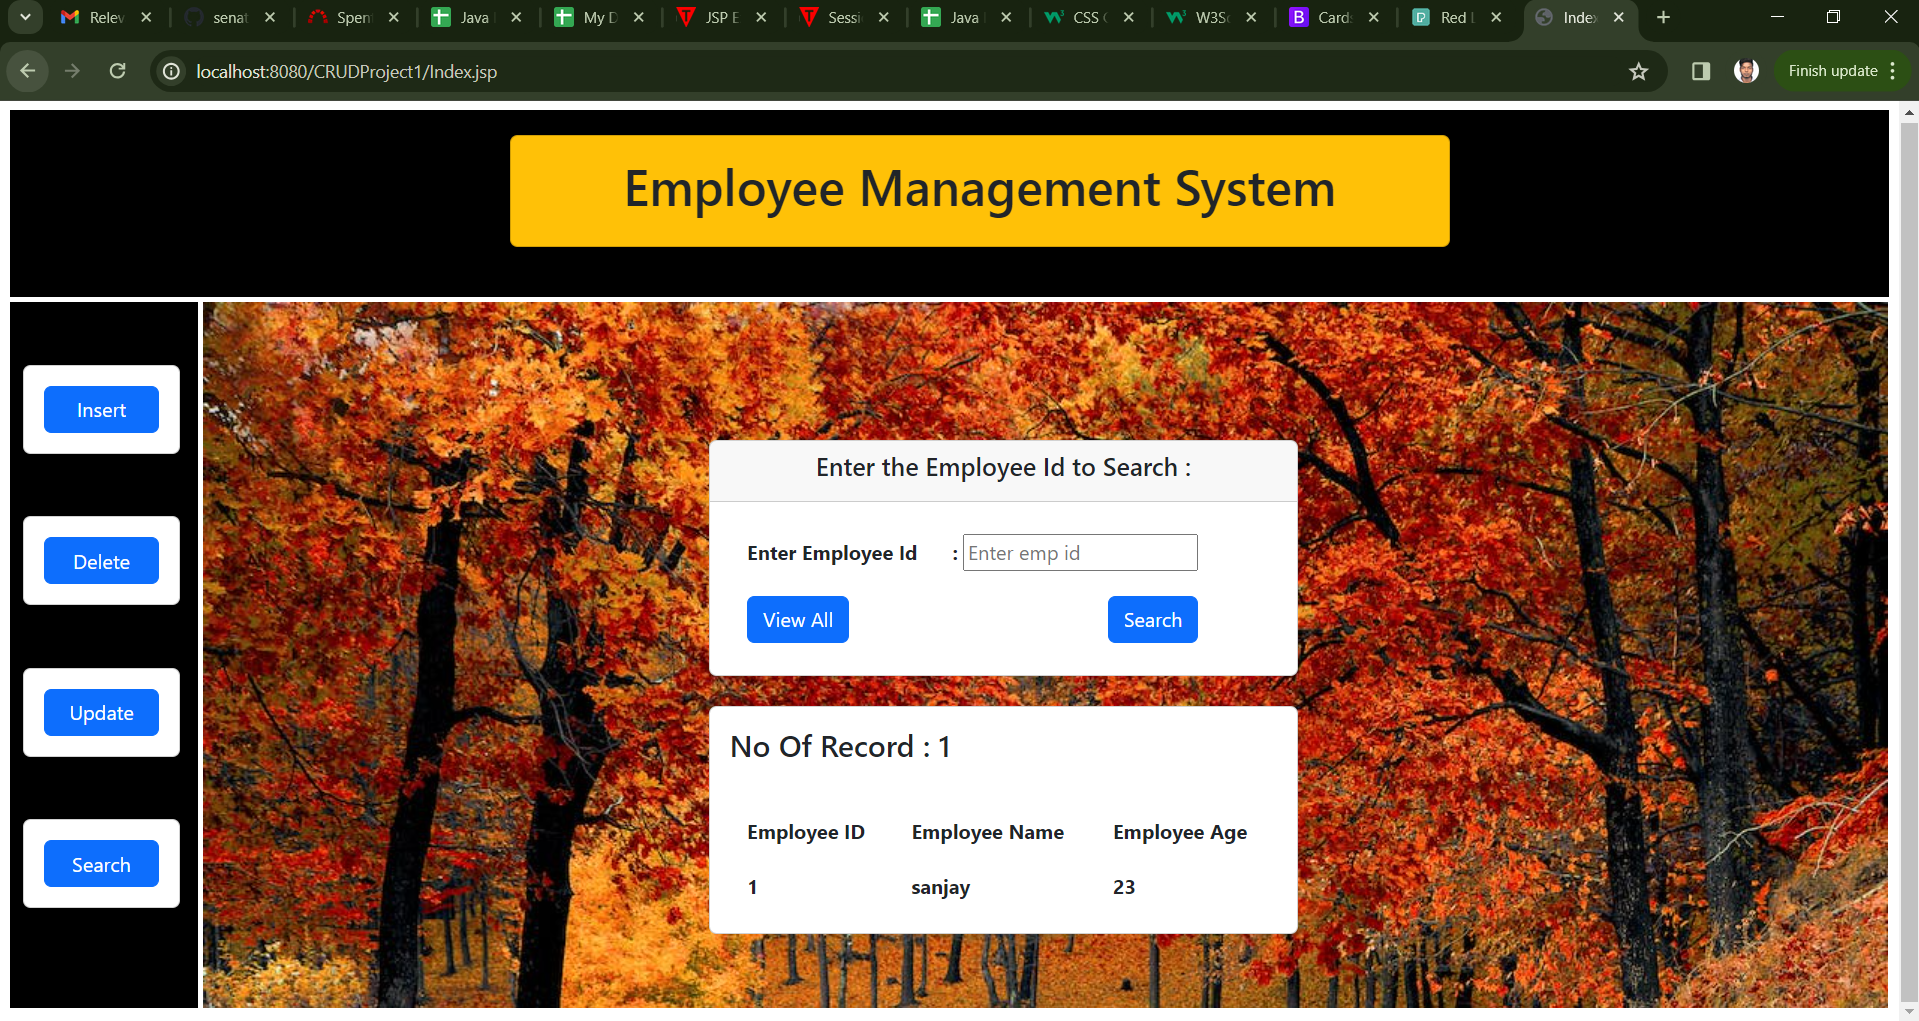 Relev
senat
Spen
Java
My D
JSP E
Sessi
Java
CSS
W3Sc
Cards
Red
Index
localhost:8080/CRUDProject1/Index.jsp
Finish update
Employee Management System
Insert
Delete
Update
Search
Enter the Employee Id to Search :
Enter Employee Id : Enter emp id
View All Search
No Of Record : 1
Employee ID Employee Name Employee Age
1 sanjay 23